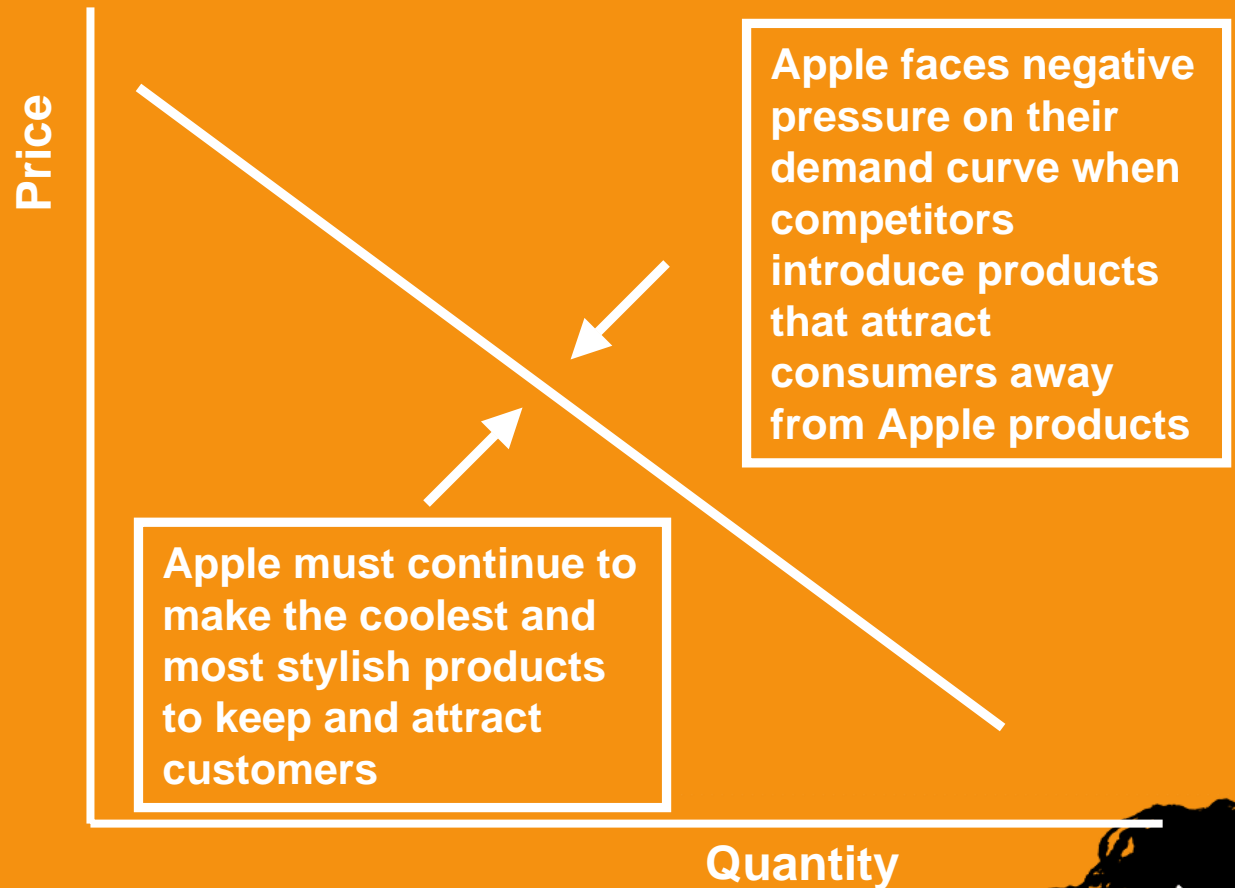 Price
Apple faces negative
pressure on their
demand curve when
competitors
introduce products
that attract
consumers away
from Apple products
Apple must continue to
make the coolest and
most stylish products
to keep and attract
customers
Quantity